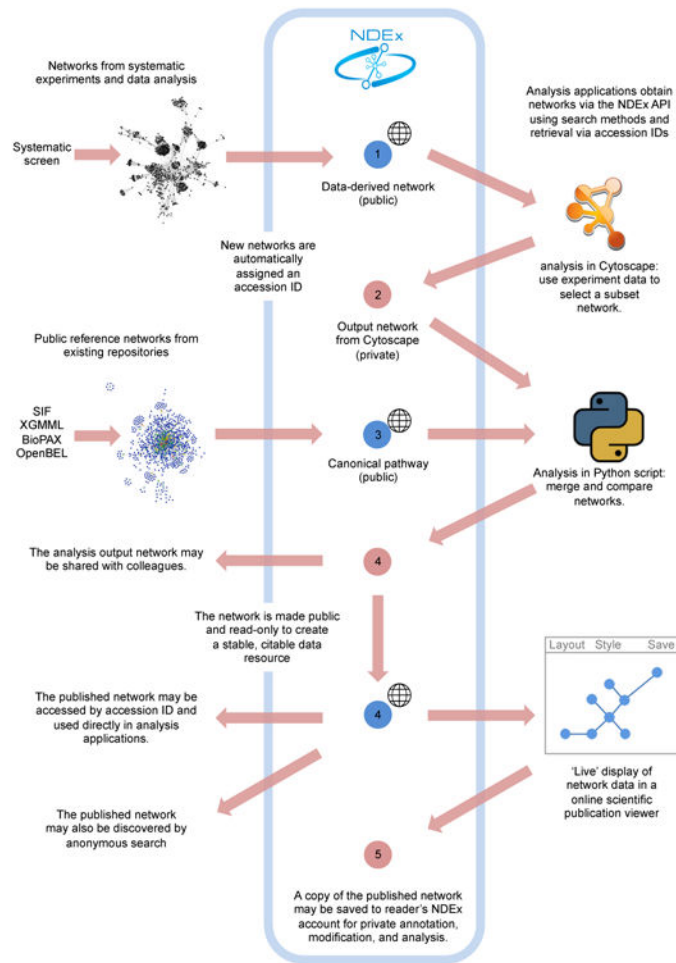 NDEx
Networks from systematic
experiments and data analysis
Systematic
screen
1
Data-derived network
(public)
Analysis applications obtain
networks via the NDEx API
using search methods and
retrieval via accession IDs
New networks are
automatically
assigned an
accession ID
analysis in Cytoscape:
use experiment data to
select a subset
network.
2
Output network
from Cytoscape
(private)
Public reference networks from
existing repositories
SIF
XGMML
BioPAX
OpenBEL
3
Canonical pathway
(public)
Analysis in Python script:
merge and compare
networks.
The analysis output network may
be shared with colleagues.
4
The network is made public
and read-only to create
a stable, citable data
resource
Layout Style Save
The published network may be
accessed by accession ID and
used directly in analysis
applications.
4
'Live' display of
network data in a
online scientific
publication viewer
The published network
may also be discovered by
anonymous search
5
A copy of the published network
may be saved to reader's NDEx
account for private annotation,
modification, and analysis.